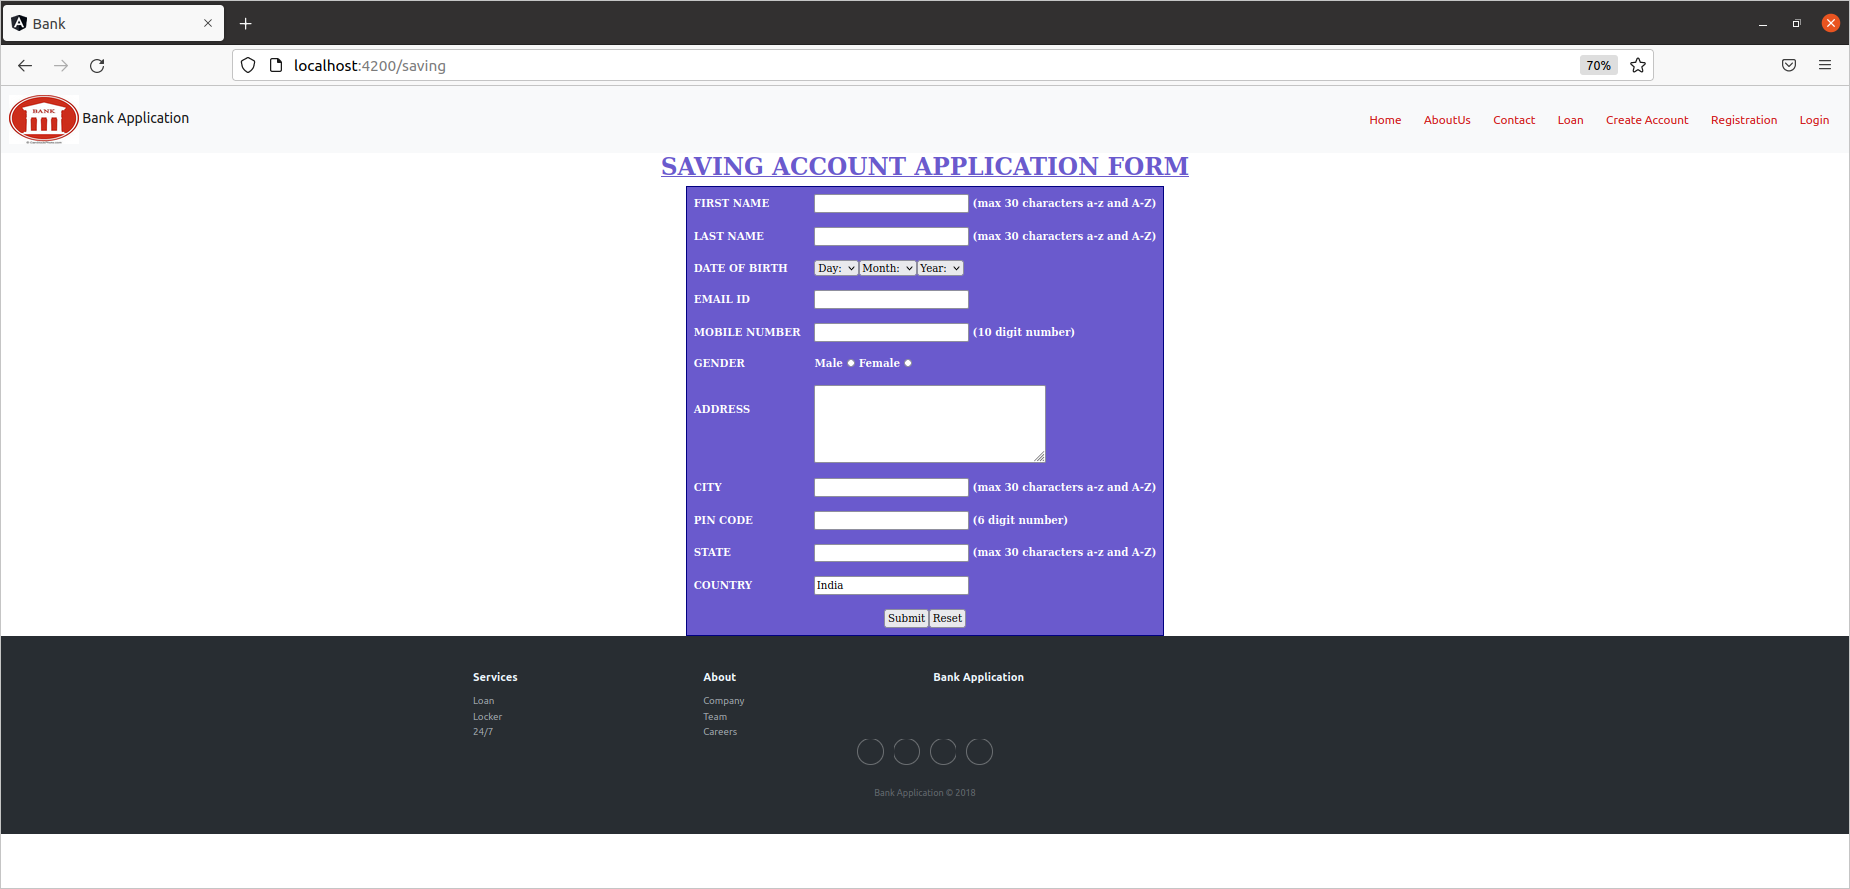 Bank
localhost:4200/saving
70%
BANK
Bank Application
Home AboutUs Contact Loan Create Account Registration Login
SAVING ACCOUNT APPLICATION FORM
FIRST NAME (max 30 characters a-z and A-Z)
LAST NAME (max 30 characters a-z and A-Z)
DATE OF BIRTH Day: Month: Year:
EMAIL ID
MOBILE NUMBER (10 digit number)
GENDER Male Female
ADDRESS
CITY (max 30 characters a-z and A-Z)
PIN CODE (6 digit number)
STATE (max 30 characters a-z and A-Z)
COUNTRY India
Submit Reset
Services About Bank Application
Loan Company
Locker Team
24/7 Careers
Bank Application © 2018